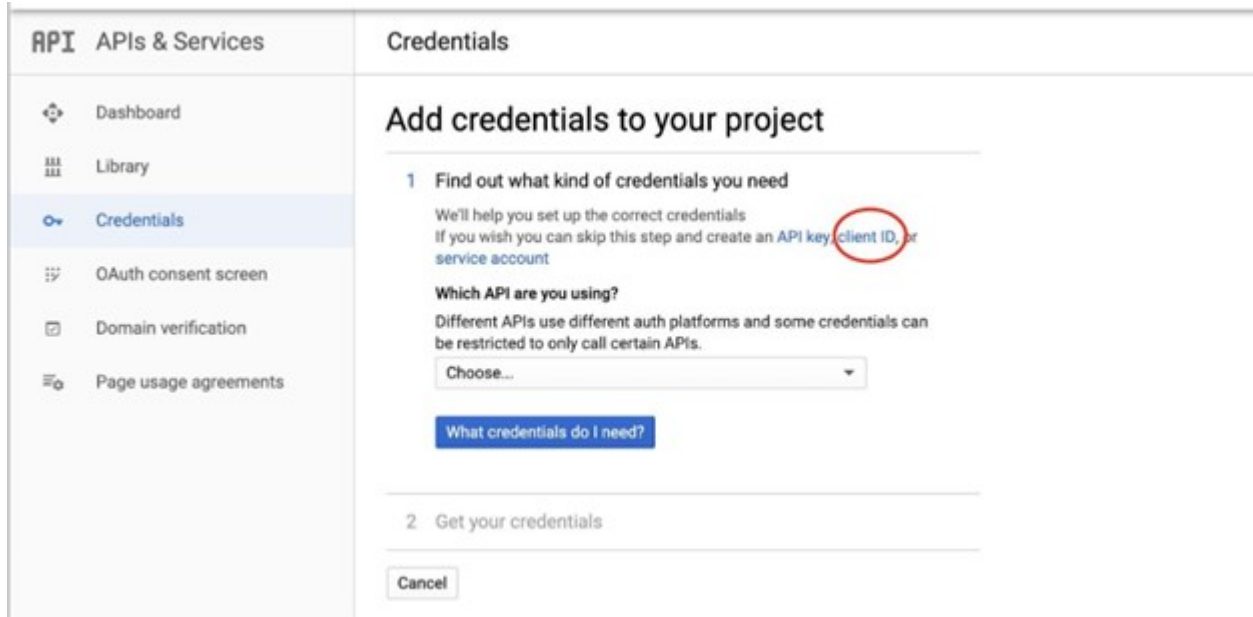 API APIs & Services
Credentials
Dashboard
Library
Credentials
OAuth consent screen
Domain verification
Page usage agreements
Add credentials to your project
1 Find out what kind of credentials you need
We'll help you set up the correct credentials
If you wish you can skip this step and create an API key, client ID, or
service account
Which API are you using?
Different APIs use different auth platforms and some credentials can
be restricted to only call certain APIs.
Choose...
What credentials do I need?
2 Get your credentials
Cancel